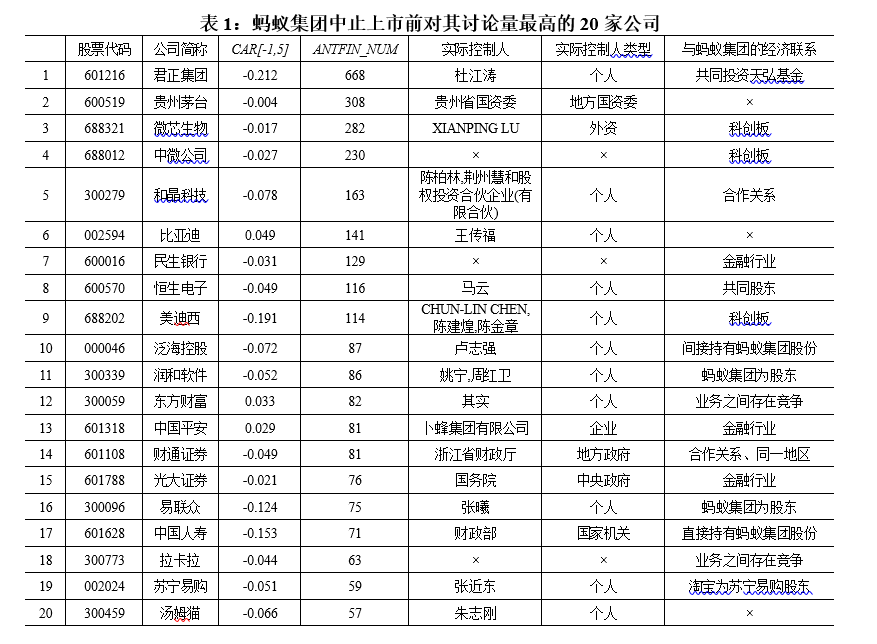 表 1：蚂蚁集团中止上市前对其讨论量最高的 20 家公司
股票代码 公司简称 CAR[-1,5] ANTFIN_NUM 实际控制人 实际控制人类型 与蚂蚁集团的经济联系
1 601216 君正集团 -0.212 668 杜江涛 个人 共同投资天弘基金
2 600519 贵州茅台 -0.004 308 贵州省国资委 地方国资委 ×
3 688321 微芯生物 -0.017 282 XIANPING LU 外资 科创板
4 688012 中微公司 -0.027 230 × × 科创板
5 300279 和晶科技 -0.078 163 陈柏林,荆州慧和股
权投资合伙企业(有
限合伙) 个人 合作关系
6 002594 比亚迪 0.049 141 王传福 个人 ×
7 600016 民生银行 -0.031 129 × × 金融行业
8 600570 恒生电子 -0.049 116 马云 个人 共同股东
9 688202 美迪西 -0.191 114 CHUN-LIN CHEN,
陈建煌,陈金章 个人 科创板
10 000046 泛海控股 -0.072 87 卢志强 个人 间接持有蚂蚁集团股份
11 300339 润和软件 -0.052 86 姚宁,周红卫 个人 蚂蚁集团为股东
12 300059 东方财富 0.033 82 其实 个人 业务之间存在竞争
13 601318 中国平安 0.029 81 卜蜂集团有限公司 企业 金融行业
14 601108 财通证券 -0.049 81 浙江省财政厅 地方政府 合作关系、同一地区
15 601788 光大证券 -0.021 76 国务院 中央政府 金融行业
16 300096 易联众 -0.124 75 张曦 个人 蚂蚁集团为股东
17 601628 中国人寿 -0.153 71 财政部 国家机关 直接持有蚂蚁集团股份
18 300773 拉卡拉 -0.044 63 × × 业务之间存在竞争
19 002024 苏宁易购 -0.051 59 张近东 个人 淘宝为苏宁易购股东
20 300459 汤姆猫 -0.066 57 朱志刚 个人 ×